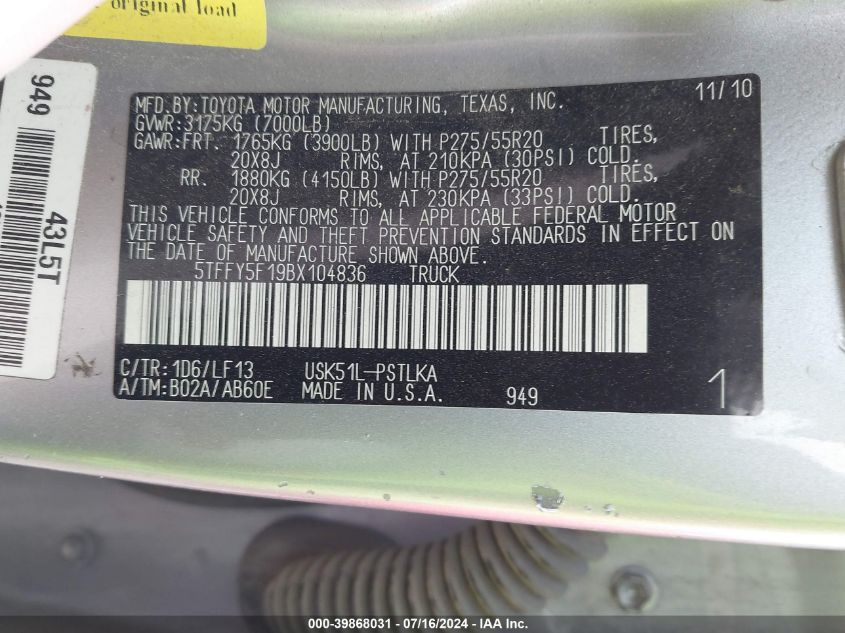 original load
949
43L5T
MFD.BY:TOYOTA MOTOR MANUFACTURING, TEXAS, INC. 11/10
GVWR:3175KG (7000LB)
GAWR:FRT. 1765KG (3900LB) WITH P275/55R20 TIRES,
20X8J RIMS, AT 210KPA (30PSI) COLD.
RR. 1880KG (4150LB) WITH P275/55R20 TIRES,
20X8J RIMS, AT 230KPA (33PSI) COLD.
THIS VEHICLE CONFORMS TO ALL APPLICABLE FEDERAL MOTOR
VEHICLE SAFETY AND THEFT PREVENTION STANDARDS IN EFFECT ON
THE DATE OF MANUFACTURE SHOWN ABOVE.
5TFFY5F19BX104836 TRUCK
C/TR:1D6/LF13 USK51L-PSTLKA
A/TM:B02A/AB60E MADE IN U.S.A. 949 1
000-39868031 - 07/16/2024 - IAAI.com